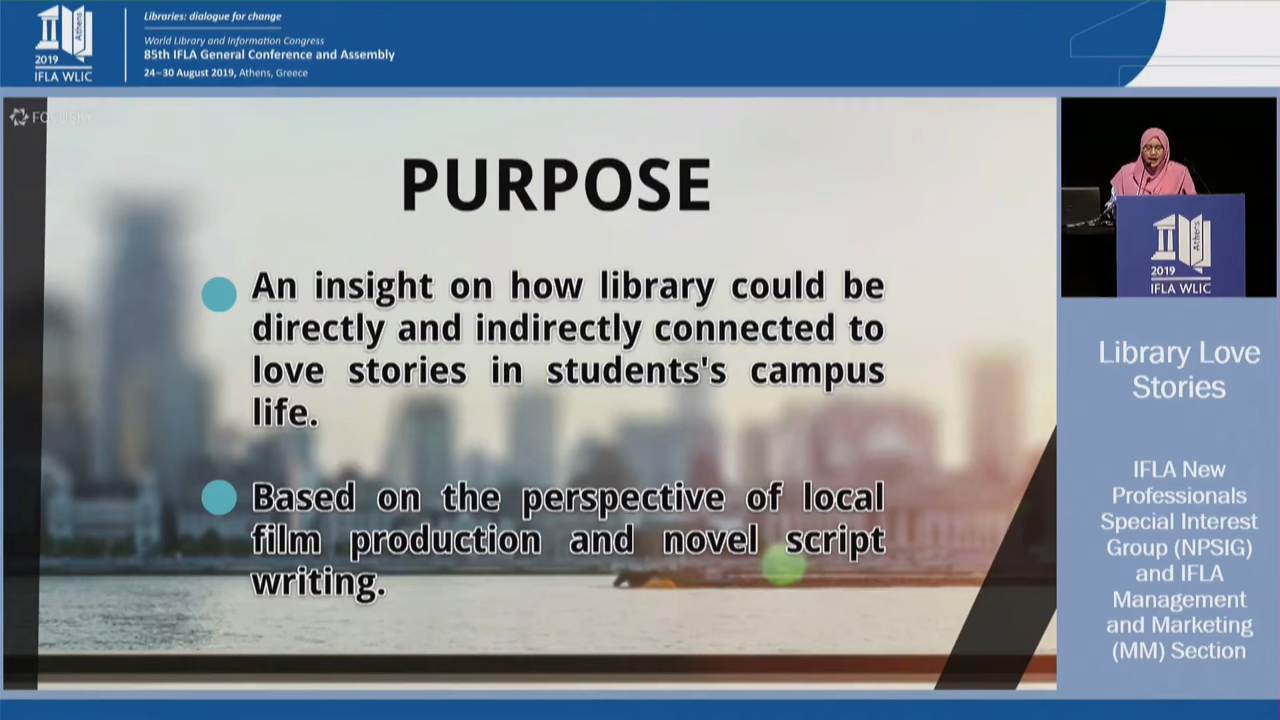 Libraries: dialogue for change
World Library and Information Congress
85th IFLA General Conference and Assembly
24–30 August 2019, Athens, Greece
Athens
2019
IFLA WLIC
FOCUSKY
PURPOSE
An insight on how library could be
directly and indirectly connected to
love stories in students's campus
life.
Based on the perspective of local
film production and novel script
writing.
Athens
2019
IFLA WLIC
Library Love
Stories
IFLA New
Professionals
Special Interest
Group (NPSIG)
and IFLA
Management
and Marketing
(MM) Section